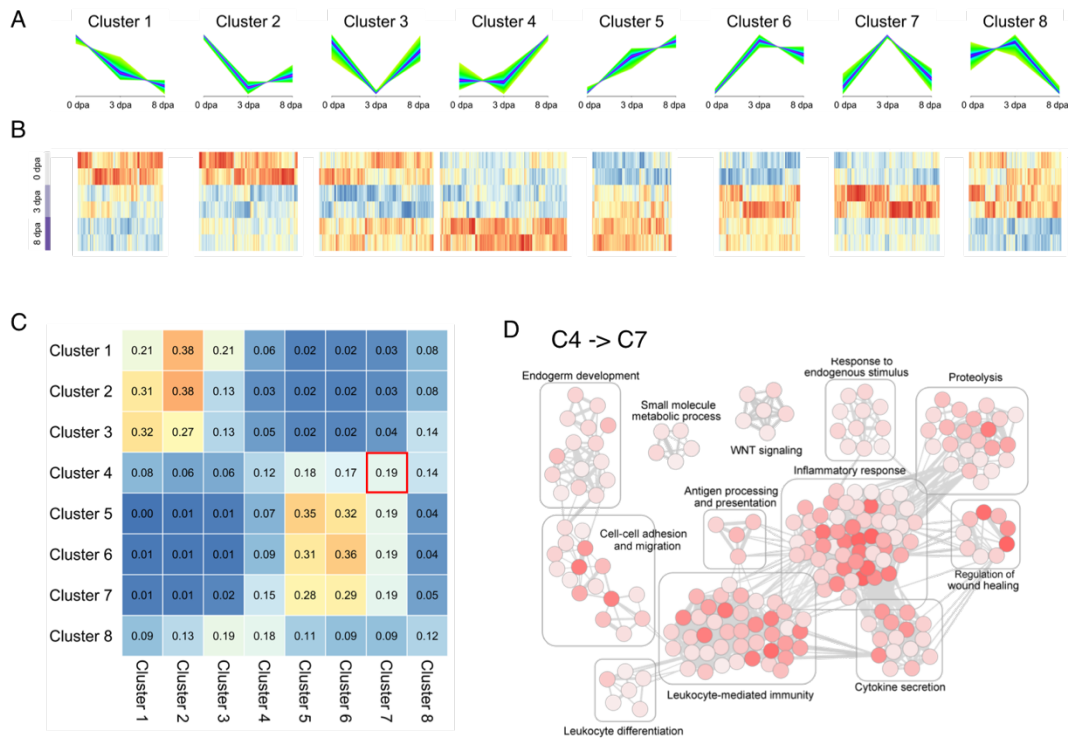 A
Cluster 1 Cluster 2 Cluster 3 Cluster 4 Cluster 5 Cluster 6 Cluster 7 Cluster 8
0 dpa 3 dpa 8 dpa 0 dpa 3 dpa 8 dpa 0 dpa 3 dpa 8 dpa 0 dpa 3 dpa 8 dpa 0 dpa 3 dpa 8 dpa 0 dpa 3 dpa 8 dpa 0 dpa 3 dpa 8 dpa 0 dpa 3 dpa 8 dpa
B
0 dpa
3 dpa
8 dpa
C
Cluster 1 0.21 0.38 0.21 0.06 0.02 0.02 0.03 0.08
Cluster 2 0.31 0.38 0.13 0.03 0.02 0.02 0.03 0.08
Cluster 3 0.32 0.27 0.13 0.05 0.02 0.02 0.04 0.14
Cluster 4 0.08 0.06 0.06 0.12 0.18 0.17 0.19 0.14
Cluster 5 0.00 0.01 0.01 0.07 0.35 0.32 0.19 0.04
Cluster 6 0.01 0.01 0.01 0.09 0.31 0.36 0.19 0.04
Cluster 7 0.01 0.01 0.02 0.15 0.28 0.29 0.19 0.05
Cluster 8 0.09 0.13 0.19 0.18 0.11 0.09 0.09 0.12
Cluster 1
Cluster 2
Cluster 3
Cluster 4
Cluster 5
Cluster 6
Cluster 7
Cluster 8
D
C4 -> C7
Endogerm development
Small molecule
metabolic process
WNT signaling
Response to
endogenous stimulus
Proteolysis
Inflammatory response
Antigen processing
and presentation
Cell-cell adhesion
and migration
Regulation of
wound healing
Leukocyte-mediated immunity
Cytokine secretion
Leukocyte differentiation